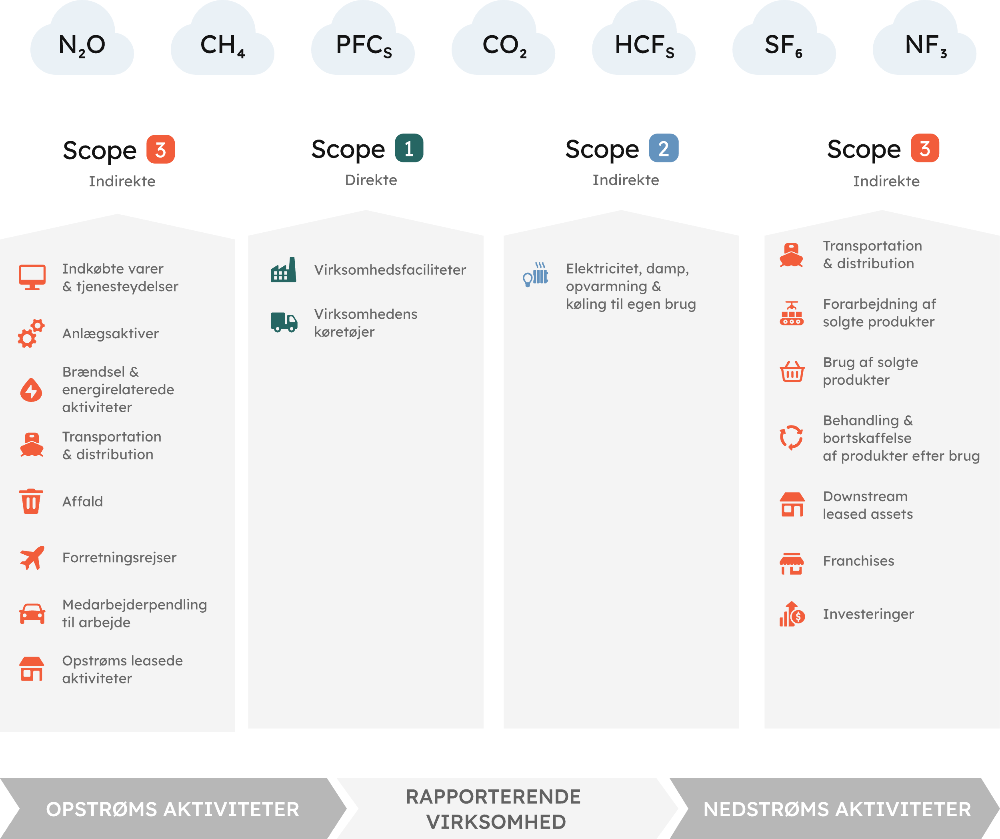 N₂O
CH₄
PFCs
CO₂
HCFs
SF₆
NF₃
Scope 3
Indirekte
Indkøbte varer
& tjenesteydelser
Anlægsaktiver
Brændsel &
energirelaterede
aktiviteter
Transportation
& distribution
Affald
Forretningsrejser
Medarbejderpendling
til arbejde
Opstrøms leasede
aktiviteter
Scope 1
Direkte
Virksomhedsfaciliteter
Virksomhedens
køretøjer
Scope 2
Indirekte
Elektricitet, damp,
opvarmning &
køling til egen brug
Scope 3
Indirekte
Transportation
& distribution
Forarbejdning af
solgte produkter
Brug af solgte
produkter
Behandling &
bortskaffelse
af produkter efter brug
Downstream
leased assets
Franchises
$
Investeringer
OPSTRØMS AKTIVITETER
RAPPORTERENDE
VIRKSOMHED
NEDSTRØMS AKTIVITETER